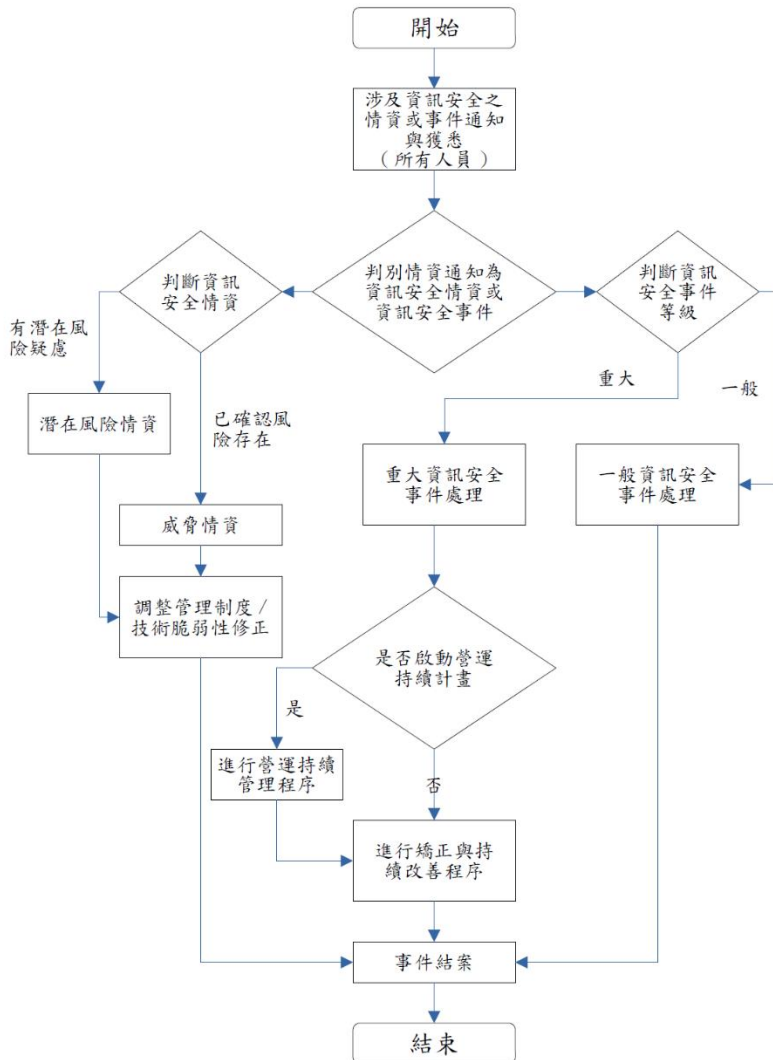 開始
涉及資訊安全之
情資或事件通知
與獲悉
（所有人員）
判斷資訊
安全情資
判別情資通知為
資訊安全情資或
資訊安全事件
判斷資訊
安全事件
等級
有潛在風
險疑慮
重大
一般
潛在風險情資
已確認風
險存在
重大資訊安全
事件處理
一般資訊安全
事件處理
威脅情資
調整管理制度/
技術脆弱性修正
是否啟動營運
持續計畫
是
進行營運持續
管理程序
否
進行矯正與持
續改善程序
事件結案
結束